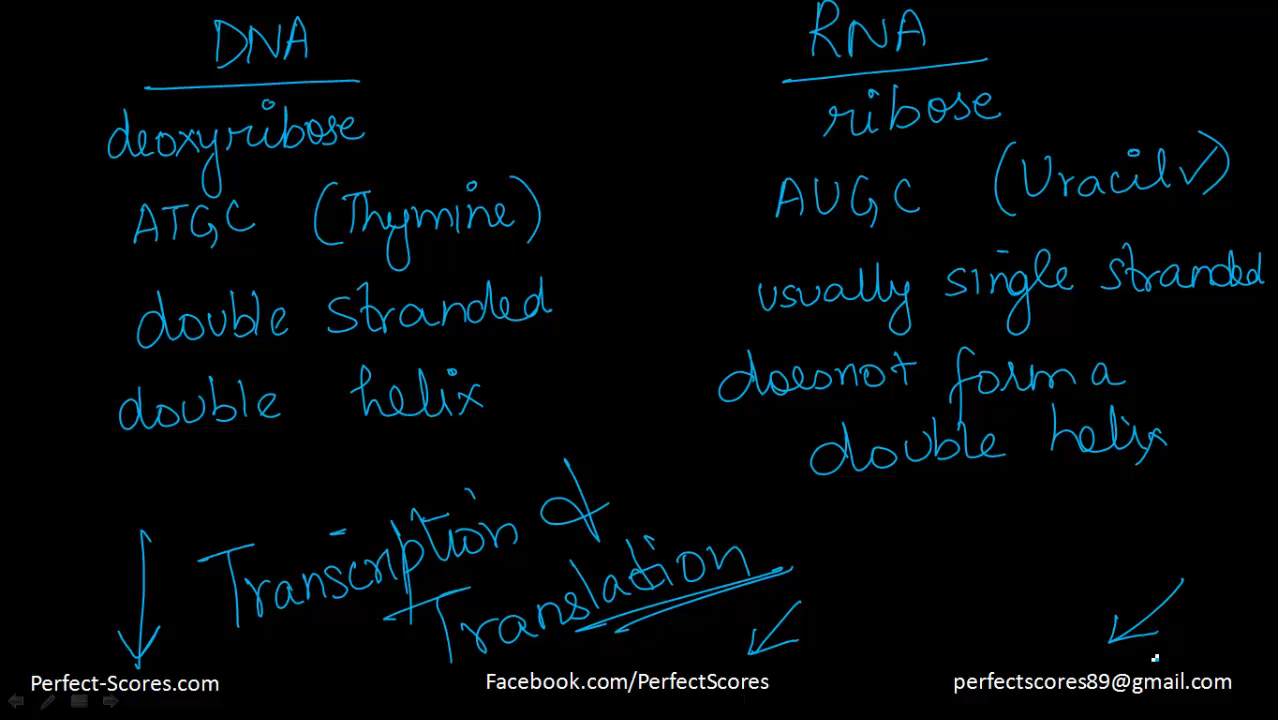 DNA
deoxyribose
ATGC (Thymine)
double stranded
double helix
RNA
ribose
AUGC (Uracil ✓)
usually single stranded
doesnot form a
double helix
Transcription &
Translation
Perfect-Scores.com
Facebook.com/PerfectScores
perfectscores89@gmail.com